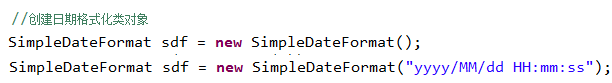 //创建日期格式化类对象
SimpleDateFormat sdf = new SimpleDateFormat();
SimpleDateFormat sdf = new SimpleDateFormat("yyyy/MM/dd HH:mm:ss");